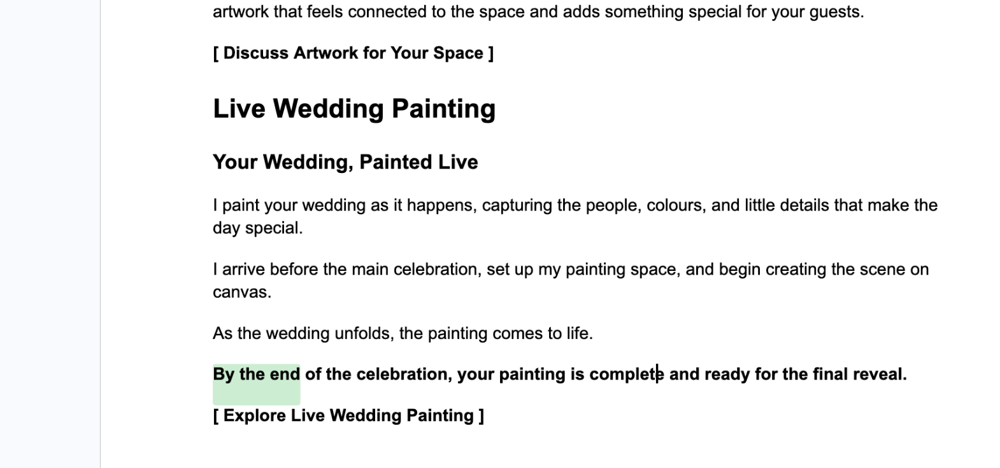 artwork that feels connected to the space and adds something special for your guests.
[ Discuss Artwork for Your Space ]
Live Wedding Painting
Your Wedding, Painted Live
I paint your wedding as it happens, capturing the people, colours, and little details that make the
day special.
I arrive before the main celebration, set up my painting space, and begin creating the scene on
canvas.
As the wedding unfolds, the painting comes to life.
By the end of the celebration, your painting is complete and ready for the final reveal.
[ Explore Live Wedding Painting ]